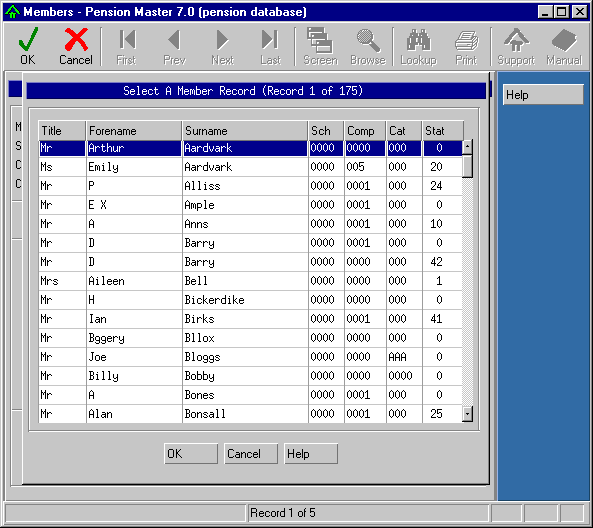 Members - Pension Master 7.0 (pension database)
OK Cancel First Prev Next Last Screen Browse Lookup Print Support Manual
Select A Member Record (Record 1 of 175)
Help
Title Forename Surname Sch Comp Cat Stat
Mr Arthur Aardvark 0000 0000 000 0
Ms Emily Aardvark 0000 005 000 20
Mr P Alliss 0000 0001 000 24
Mr E X Ample 0000 0001 000 0
Mr A Anns 0000 0001 000 10
Mr D Barry 0000 0001 000 0
Mr D Barry 0000 0000 000 42
Mrs Aileen Bell 0000 0000 000 1
Mr H Bickerdike 0000 0000 000 0
Mr Ian Birks 0000 0001 000 41
Mr Bggery Bllox 0000 0000 000 0
Mr Joe Bloggs 0000 0000 AAA 0
Mr Billy Bobby 0000 0000 0000 0
Mr A Bones 0000 0001 000 0
Mr Alan Bonsall 0000 0001 000 25
M
S
C
C
OK Cancel Help
Record 1 of 5